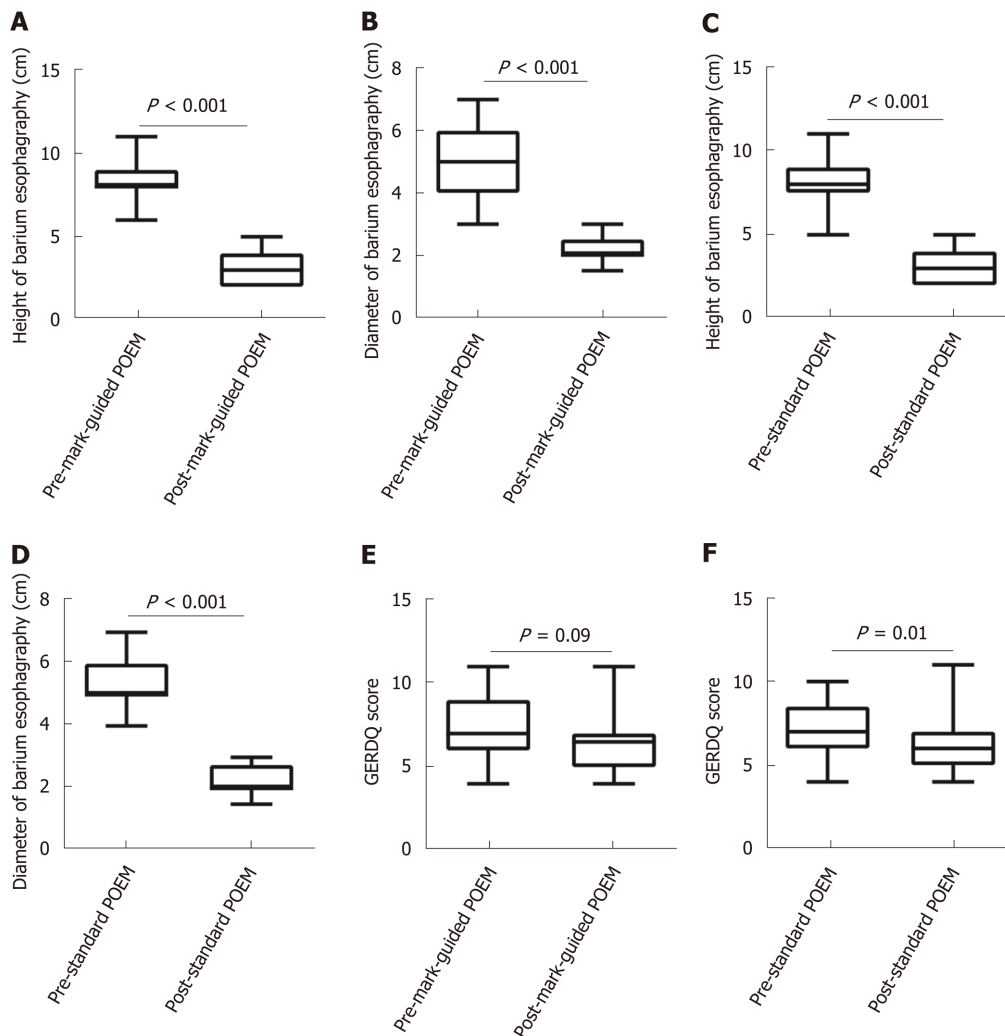 A
Height of barium esophagraphy (cm)
15
10
5
0
P < 0.001
Pre-mark-guided POEM
Post-mark-guided POEM
B
Diameter of barium esophagraphy (cm)
8
6
4
2
0
P < 0.001
Pre-mark-guided POEM
Post-mark-guided POEM
C
Height of barium esophagraphy (cm)
15
10
5
0
P < 0.001
Pre-standard POEM
Post-standard POEM
D
Diameter of barium esophagraphy (cm)
8
6
4
2
0
P < 0.001
Pre-standard POEM
Post-standard POEM
E
GERDQ score
15
10
5
0
P = 0.09
Pre-mark-guided POEM
Post-mark-guided POEM
F
GERDQ score
15
10
5
0
P = 0.01
Pre-standard POEM
Post-standard POEM